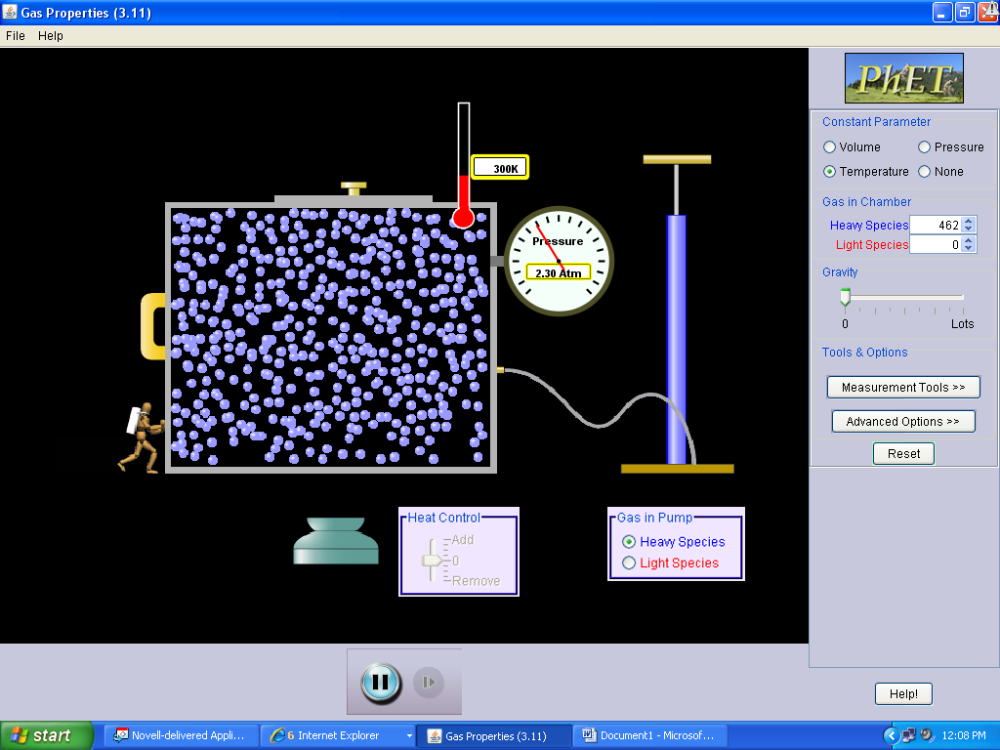 Gas Properties (3.11)
File Help
PhET
Constant Parameter
Volume Pressure
Temperature None
Gas in Chamber
Heavy Species 462
Light Species 0
Gravity
0 Lots
Tools & Options
Measurement Tools >>
Advanced Options >>
Reset
300K
Pressure
2.30 Atm
Heat Control
Add
0
Remove
Gas in Pump
Heavy Species
Light Species
Help!
start Novell-delivered Appli... 6 Internet Explorer Gas Properties (3.11) Document1 - Microsof... 12:08 PM